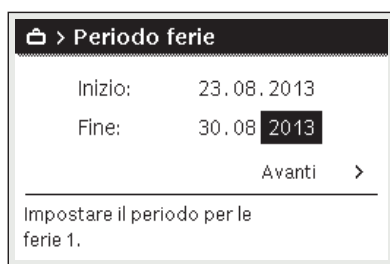 > Periodo ferie
Inizio: 23.08.2013
Fine: 30.08 2013
Avanti >
Impostare il periodo per le
ferie 1.